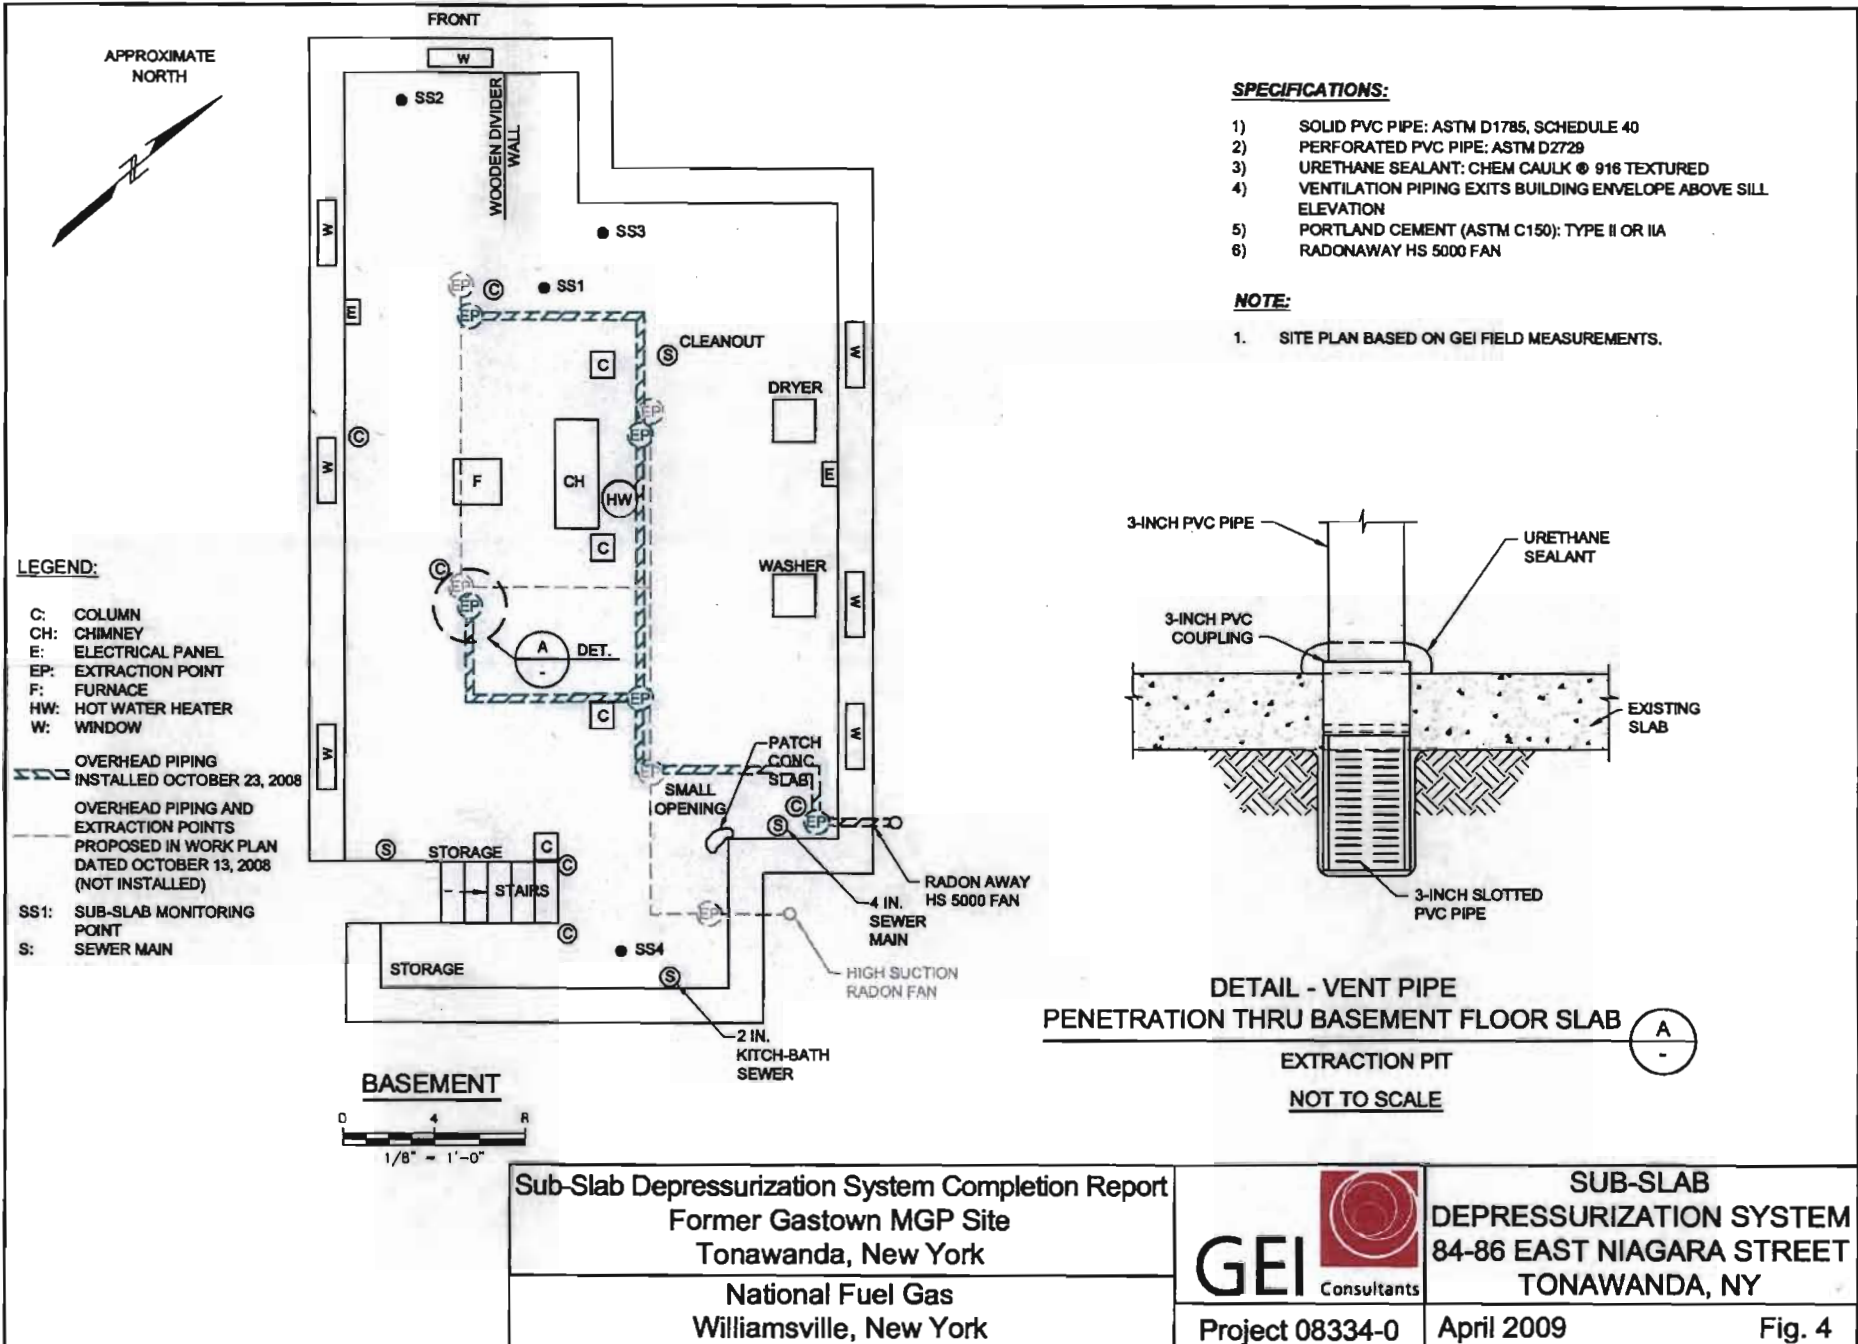 FRONT
APPROXIMATE
NORTH
W
SS2
WOODEN DIVIDER
WALL
W
SS3
EP
C
SS1
E
EP
S
CLEANOUT
C
W
DRYER
EP
EP
C
W
E
F
CH
HW
C
C
EP
EP
WASHER
W
A
DET.
-
EP
C
W
W
PATCH
CONC
SLAB
EP
SMALL
OPENING
C
S
EP
S
STORAGE
C
C
STAIRS
RADON AWAY
HS 5000 FAN
4 IN.
SEWER
MAIN
EP
C
SS4
STORAGE
S
HIGH SUCTION
RADON FAN
2 IN.
KITCH-BATH
SEWER
BASEMENT
0 4 8
1/8" = 1'-0"
LEGEND:
C: COLUMN
CH: CHIMNEY
E: ELECTRICAL PANEL
EP: EXTRACTION POINT
F: FURNACE
HW: HOT WATER HEATER
W: WINDOW
OVERHEAD PIPING
INSTALLED OCTOBER 23, 2008
OVERHEAD PIPING AND
EXTRACTION POINTS
PROPOSED IN WORK PLAN
DATED OCTOBER 13, 2008
(NOT INSTALLED)
SS1: SUB-SLAB MONITORING
POINT
S: SEWER MAIN
SPECIFICATIONS:
1) SOLID PVC PIPE: ASTM D1785, SCHEDULE 40
2) PERFORATED PVC PIPE: ASTM D2729
3) URETHANE SEALANT: CHEM CAULK ® 916 TEXTURED
4) VENTILATION PIPING EXITS BUILDING ENVELOPE ABOVE SILL
ELEVATION
5) PORTLAND CEMENT (ASTM C150): TYPE II OR IIA
6) RADONAWAY HS 5000 FAN
NOTE:
1. SITE PLAN BASED ON GEI FIELD MEASUREMENTS.
3-INCH PVC PIPE
URETHANE
SEALANT
3-INCH PVC
COUPLING
EXISTING
SLAB
3-INCH SLOTTED
PVC PIPE
DETAIL - VENT PIPE
PENETRATION THRU BASEMENT FLOOR SLAB
A
-
EXTRACTION PIT
NOT TO SCALE
Sub-Slab Depressurization System Completion Report
Former Gastown MGP Site
Tonawanda, New York
National Fuel Gas
Williamsville, New York
GEI
Consultants
Project 08334-0
SUB-SLAB
DEPRESSURIZATION SYSTEM
84-86 EAST NIAGARA STREET
TONAWANDA, NY
April 2009
Fig. 4